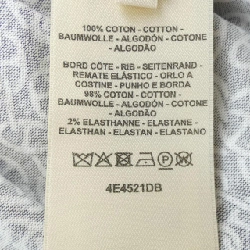 100% COTON - COTTON -
BAUMWOLLE - ALGODÓN - COTONE
- ALGODÃO
BORD CÔTE - RIB - SEITENRAND -
REMATE ELÁSTICO - ORLO A
COSTINE - PUNHO E BORDA
98% COTON - COTTON -
BAUMWOLLE - ALGODÓN - COTONE
- ALGODÃO
2% ELASTHANNE - ELASTANE -
ELASTHAN - ELASTAN - ELASTANO
P
4E4521DB